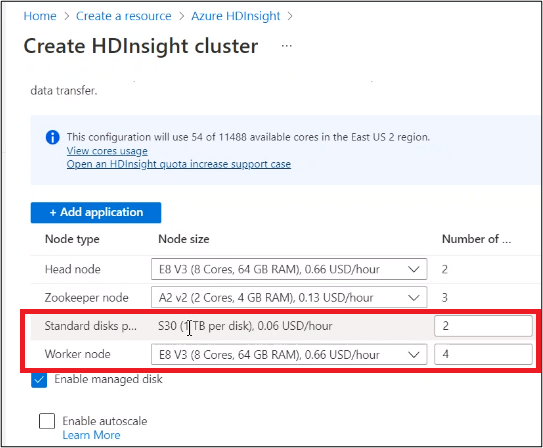 Home > Create a resource > Azure HDInsight >
Create HDInsight cluster ...
data transfer.
This configuration will use 54 of 11488 available cores in the East US 2 region.
View cores usage
Open an HDInsight quota increase support case
+ Add application
Node type Node size Number of ...
Head node E8 V3 (8 Cores, 64 GB RAM), 0.66 USD/hour 2
Zookeeper node A2 v2 (2 Cores, 4 GB RAM), 0.13 USD/hour 3
Standard disks p... S30 (1 TB per disk), 0.06 USD/hour 2
Worker node E8 V3 (8 Cores, 64 GB RAM), 0.66 USD/hour 4
Enable managed disk
Enable autoscale
Learn More